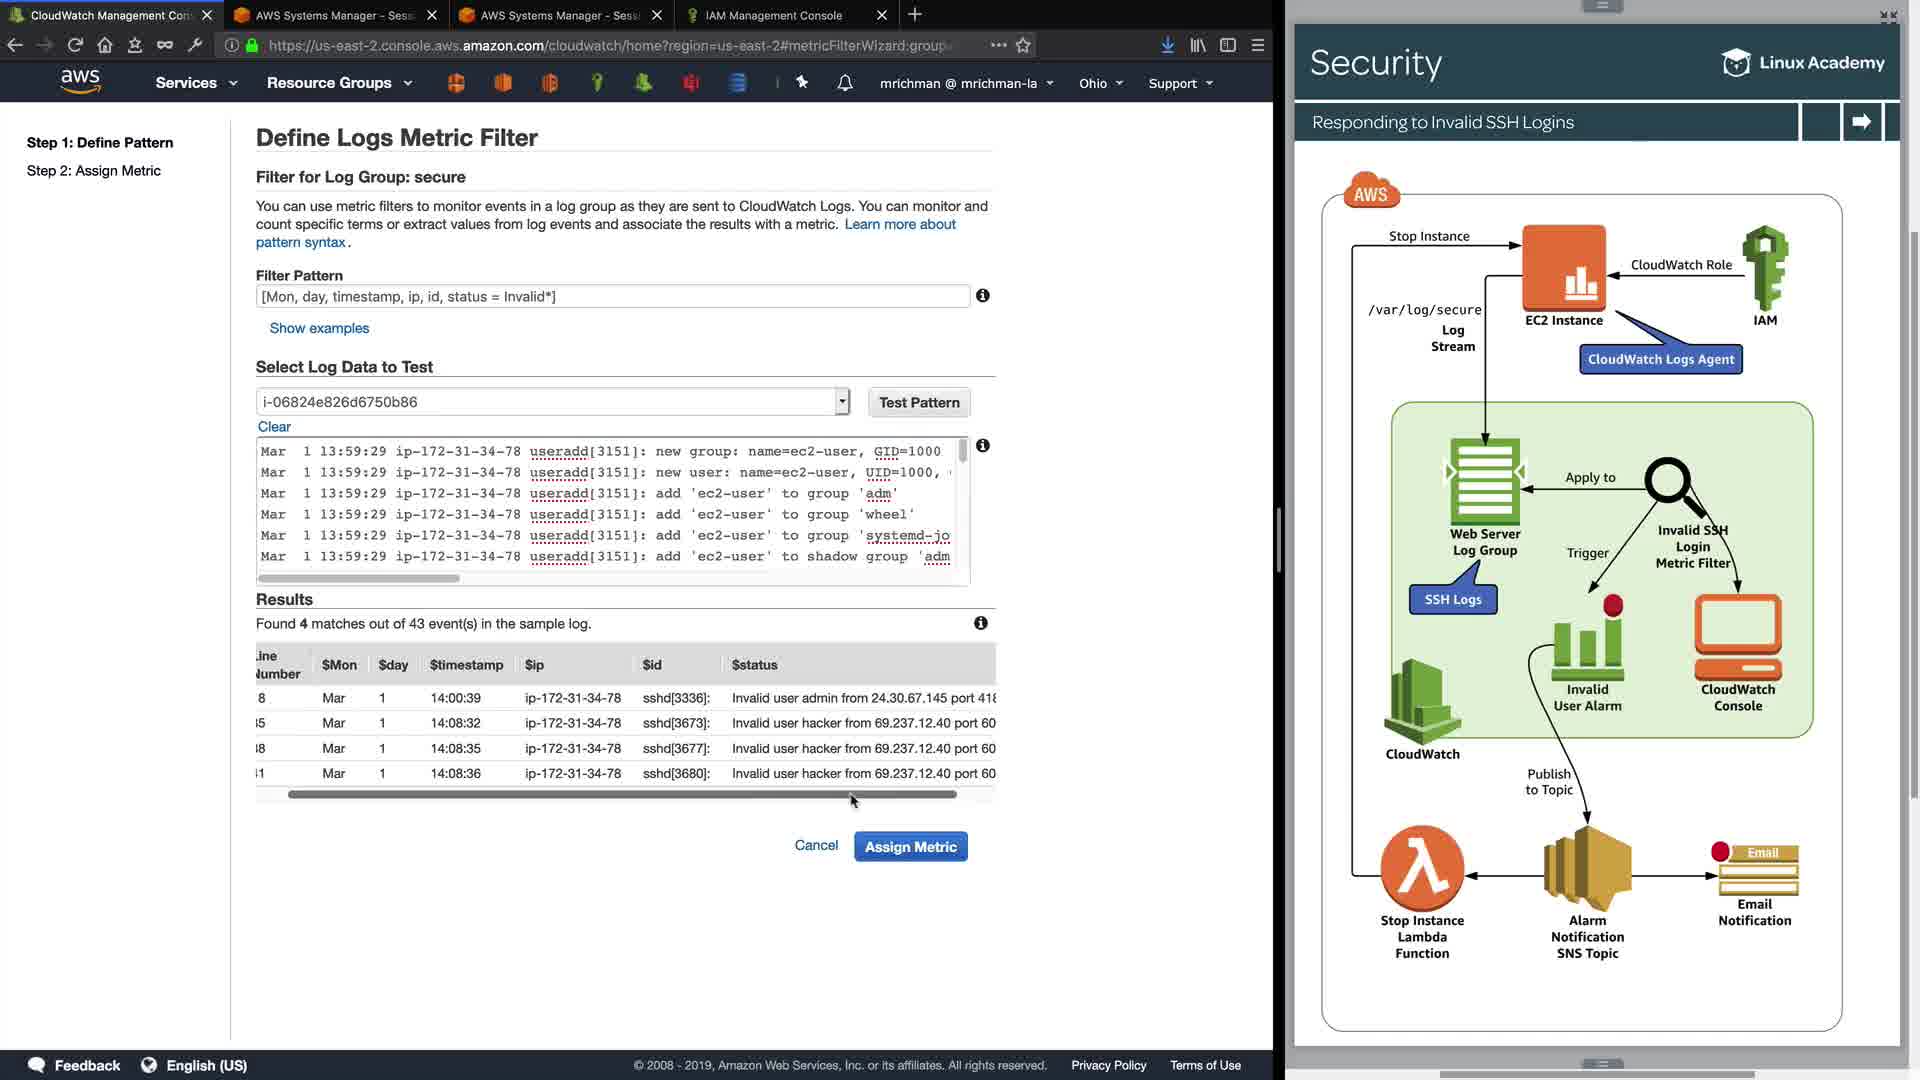 CloudWatch Management Con
AWS Systems Manager - Sess
AWS Systems Manager - Sess
IAM Management Console
https://us-east-2.console.aws.amazon.com/cloudwatch/home?region=us-east-2#metricFilterWizard:group
aws
Services
Resource Groups
mrichman @ mrichman-la
Ohio
Support
Step 1: Define Pattern
Step 2: Assign Metric
Define Logs Metric Filter
Filter for Log Group: secure
You can use metric filters to monitor events in a log group as they are sent to CloudWatch Logs. You can monitor and
count specific terms or extract values from log events and associate the results with a metric. Learn more about
pattern syntax.
Filter Pattern
[Mon, day, timestamp, ip, id, status = Invalid*]
Show examples
Select Log Data to Test
i-06824e826d6750b86
Test Pattern
Clear
Mar  1 13:59:29 ip-172-31-34-78 useradd[3151]: new group: name=ec2-user, GID=1000
Mar  1 13:59:29 ip-172-31-34-78 useradd[3151]: new user: name=ec2-user, UID=1000,
Mar  1 13:59:29 ip-172-31-34-78 useradd[3151]: add 'ec2-user' to group 'adm'
Mar  1 13:59:29 ip-172-31-34-78 useradd[3151]: add 'ec2-user' to group 'wheel'
Mar  1 13:59:29 ip-172-31-34-78 useradd[3151]: add 'ec2-user' to group 'systemd-jo
Mar  1 13:59:29 ip-172-31-34-78 useradd[3151]: add 'ec2-user' to shadow group 'adm
Results
Found 4 matches out of 43 event(s) in the sample log.
Line Number $Mon $day $timestamp $ip $id $status
8 Mar 1 14:00:39 ip-172-31-34-78 sshd[3336]: Invalid user admin from 24.30.67.145 port 418
35 Mar 1 14:08:32 ip-172-31-34-78 sshd[3673]: Invalid user hacker from 69.237.12.40 port 60
38 Mar 1 14:08:35 ip-172-31-34-78 sshd[3677]: Invalid user hacker from 69.237.12.40 port 60
41 Mar 1 14:08:36 ip-172-31-34-78 sshd[3680]: Invalid user hacker from 69.237.12.40 port 60
Cancel
Assign Metric
Feedback
English (US)
© 2008 - 2019, Amazon Web Services, Inc. or its affiliates. All rights reserved.
Privacy Policy
Terms of Use
Security
Linux Academy
Responding to Invalid SSH Logins
AWS
Stop Instance
CloudWatch Role
/var/log/secure
Log
Stream
EC2 Instance
IAM
CloudWatch Logs Agent
Apply to
Web Server
Log Group
Invalid SSH
Login
Metric Filter
Trigger
SSH Logs
Invalid
User Alarm
CloudWatch
Console
CloudWatch
Publish
to Topic
Email
Stop Instance
Lambda
Function
Alarm
Notification
SNS Topic
Email
Notification